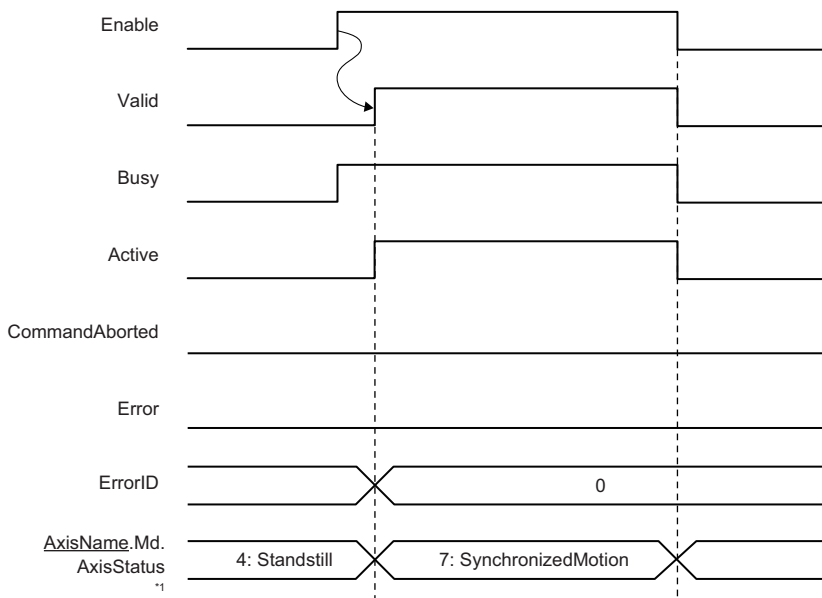 Enable
Valid
Busy
Active
CommandAborted
Error
ErrorID
0
AxisName.Md.
AxisStatus
*1
4: Standstill
7: SynchronizedMotion